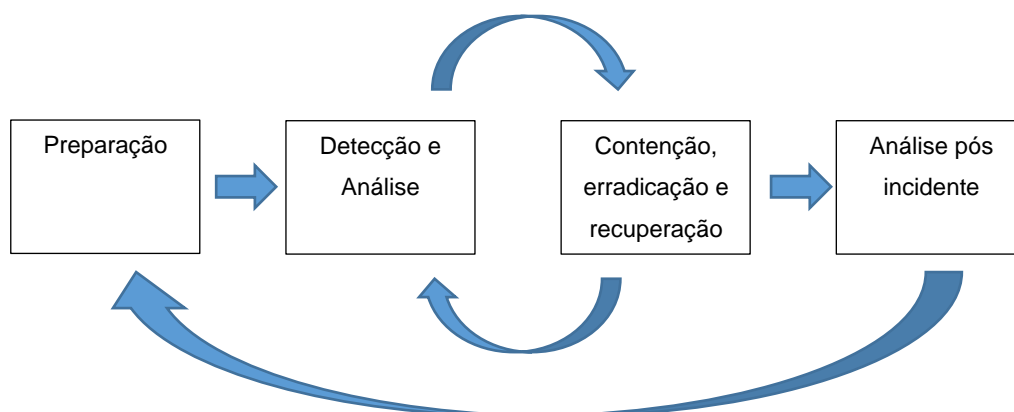 Preparação
Detecção e
Análise
Contenção,
erradicação e
recuperação
Análise pós
incidente